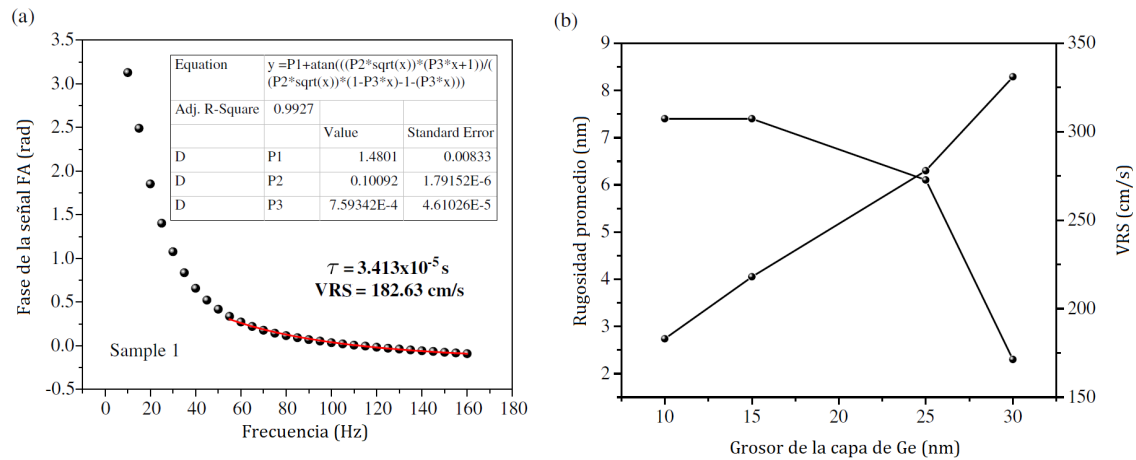 (a)
Fase de la señal FA (rad)
3.5
3.0
2.5
2.0
1.5
1.0
0.5
0.0
-0.5
Equation y =P1+atan(((P2*sqrt(x))*(P3*x+1))/(
(P2*sqrt(x))*(1-P3*x)-1-(P3*x)))
Adj. R-Square 0.9927
Value Standard Error
D P1 1.4801 0.00833
D P2 0.10092 1.79152E-6
D P3 7.59342E-4 4.61026E-5
τ = 3.413x10⁻⁵ s
VRS = 182.63 cm/s
Sample 1
0 20 40 60 80 100 120 140 160 180
Frecuencia (Hz)
(b)
Rugosidad promedio (nm)
9
8
7
6
5
4
3
2
350
300
250
200
150
VRS (cm/s)
10 15 20 25 30
Grosor de la capa de Ge (nm)